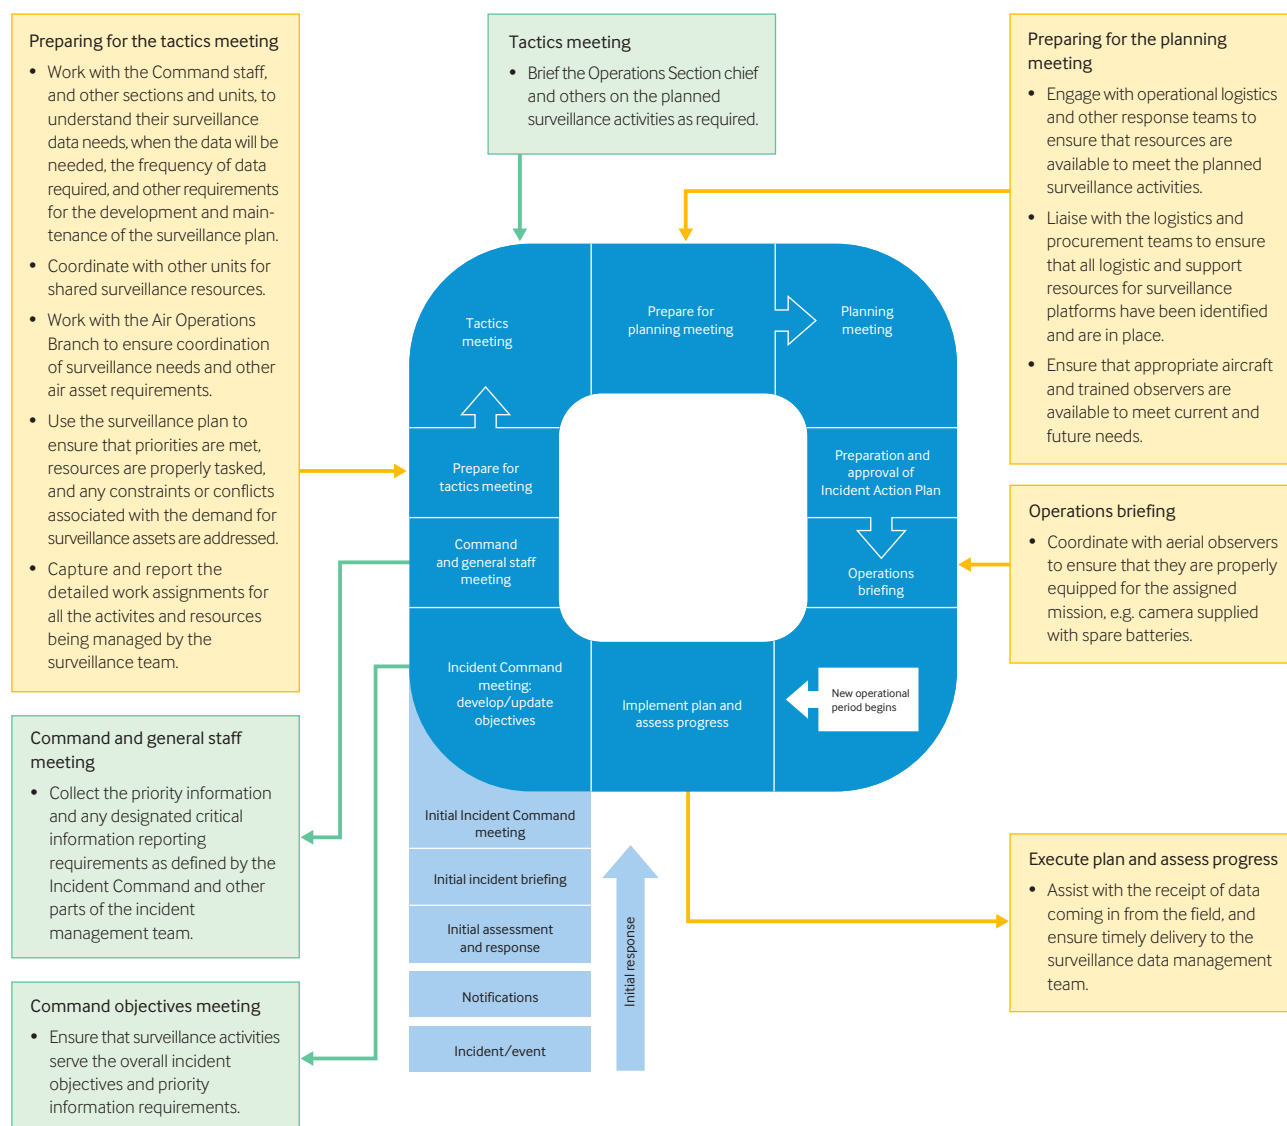 Preparing for the tactics meeting
• Work with the Command staff,
and other sections and units, to
understand their surveillance
data needs, when the data will be
needed, the frequency of data
required, and other requirements
for the development and main-
tenance of the surveillance plan.
• Coordinate with other units for
shared surveillance resources.
• Work with the Air Operations
Branch to ensure coordination
of surveillance needs and other
air asset requirements.
• Use the surveillance plan to
ensure that priorities are met,
resources are properly tasked,
and any constraints or conflicts
associated with the demand for
surveillance assets are addressed.
• Capture and report the
detailed work assignments for
all the activites and resources
being managed by the
surveillance team.
Command and general staff
meeting
• Collect the priority information
and any designated critical
information reporting
requirements as defined by the
Incident Command and other
parts of the incident
management team.
Command objectives meeting
• Ensure that surveillance activities
serve the overall incident
objectives and priority
information requirements.
Tactics meeting
• Brief the Operations Section chief
and others on the planned
surveillance activities as required.
Tactics
meeting
Prepare for
planning meeting
Planning
meeting
Prepare for
tactics meeting
Preparation and
approval of
Incident Action Plan
Command
and general staff
meeting
Operations
briefing
Incident Command
meeting:
develop/update
objectives
Implement plan and
assess progress
New operational
period begins
Initial Incident Command
meeting
Initial incident briefing
Initial assessment
and response
Notifications
Incident/event
Initial response
Preparing for the planning
meeting
• Engage with operational logistics
and other response teams to
ensure that resources are
available to meet the planned
surveillance activities.
• Liaise with the logistics and
procurement teams to ensure
that all logistic and support
resources for surveillance
platforms have been identified
and are in place.
• Ensure that appropriate aircraft
and trained observers are
available to meet current and
future needs.
Operations briefing
• Coordinate with aerial observers
to ensure that they are properly
equipped for the assigned
mission, e.g. camera supplied
with spare batteries.
Execute plan and assess progress
• Assist with the receipt of data
coming in from the field, and
ensure timely delivery to the
surveillance data management
team.